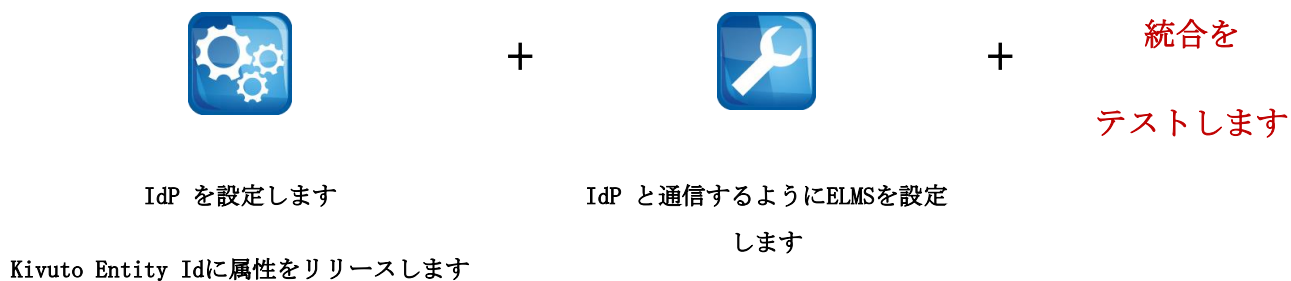 +
+
統合を
テストします
IdP を設定します
Kivuto Entity Idに属性をリリースします
IdP と通信するようにELMSを設定
します